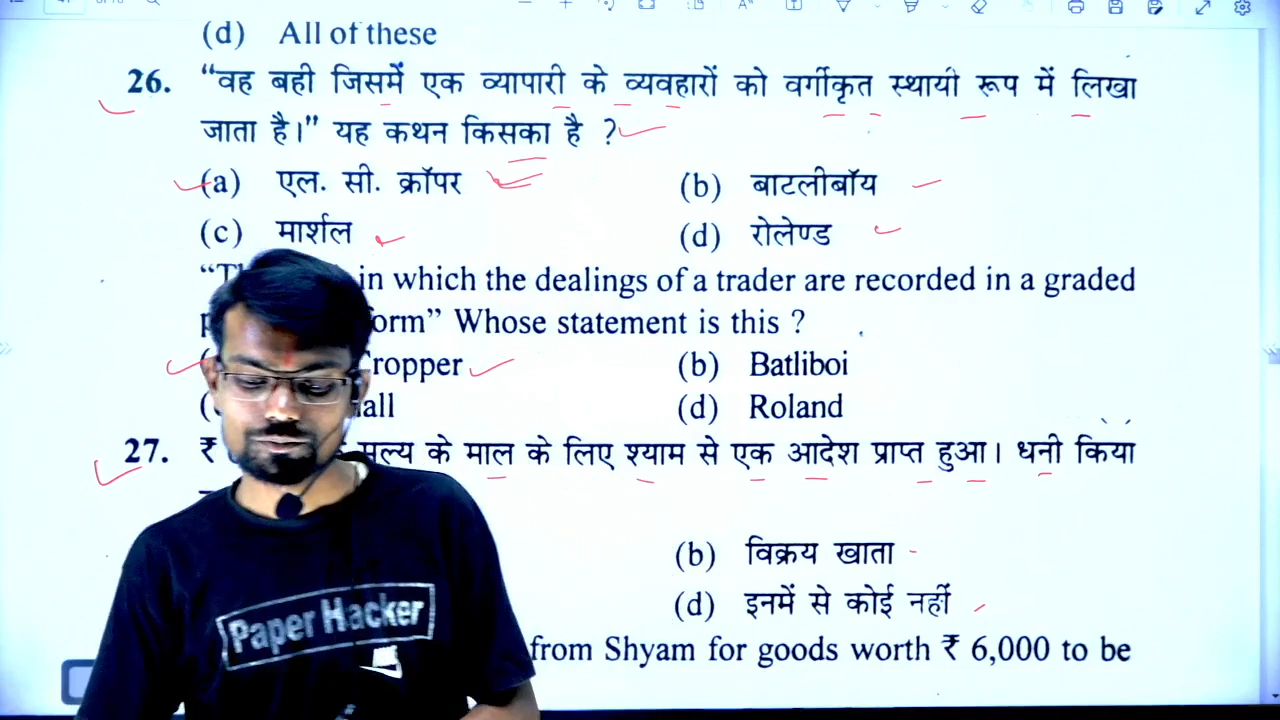 (d) All of these
26. “वह बही जिसमें एक व्यापारी के व्यवहारों को वर्गीकृत स्थायी रूप में लिखा
जाता है।” यह कथन किसका है ?
(a) एल. सी. क्रॉपर (b) बाटलीबॉय
(c) मार्शल (d) रोलेण्ड
in which the dealings of a trader are recorded in a graded
form” Whose statement is this ?
Cropper (b) Batliboi
(d) Roland
27. ₹ मूल्य के माल के लिए श्याम से एक आदेश प्राप्त हुआ। धनी किया
(b) विक्रय खाता
(d) इनमें से कोई नहीं
Paper Hacker
from Shyam for goods worth ₹ 6,000 to be